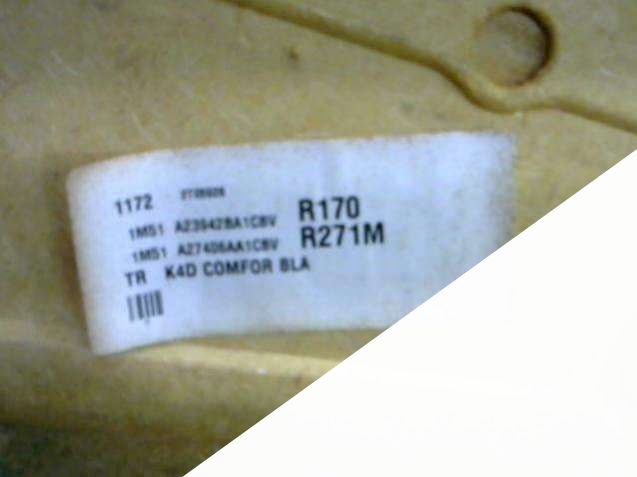 1172
1MS1 A23942BA1CBV R170
1MS1 A27406AA1CBV R271M
TR K4D COMFOR BLA